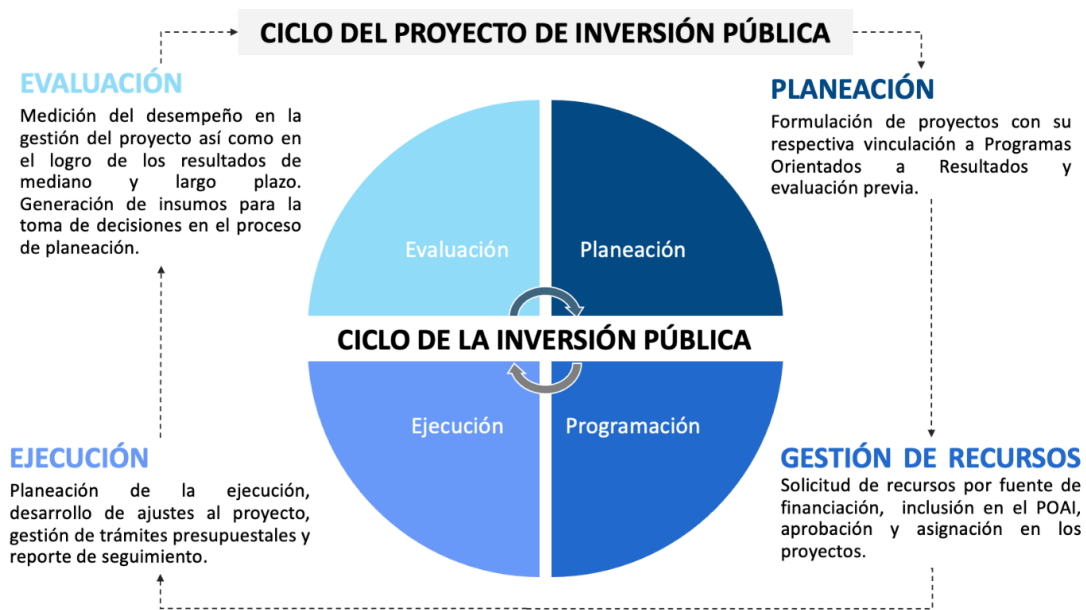 CICLO DEL PROYECTO DE INVERSIÓN PÚBLICA
EVALUACIÓN
Medición del desempeño en la
gestión del proyecto así como en
el logro de los resultados de
mediano y largo plazo.
Generación de insumos para la
toma de decisiones en el proceso
de planeación.
PLANEACIÓN
Formulación de proyectos con su
respectiva vinculación a Programas
Orientados a Resultados y
evaluación previa.
Evaluación
Planeación
CICLO DE LA INVERSIÓN PÚBLICA
Ejecución
Programación
EJECUCIÓN
Planeación de la ejecución,
desarrollo de ajustes al proyecto,
gestión de trámites presupuestales y
reporte de seguimiento.
GESTIÓN DE RECURSOS
Solicitud de recursos por fuente de
financiación, inclusión en el POAI,
aprobación y asignación en los
proyectos.